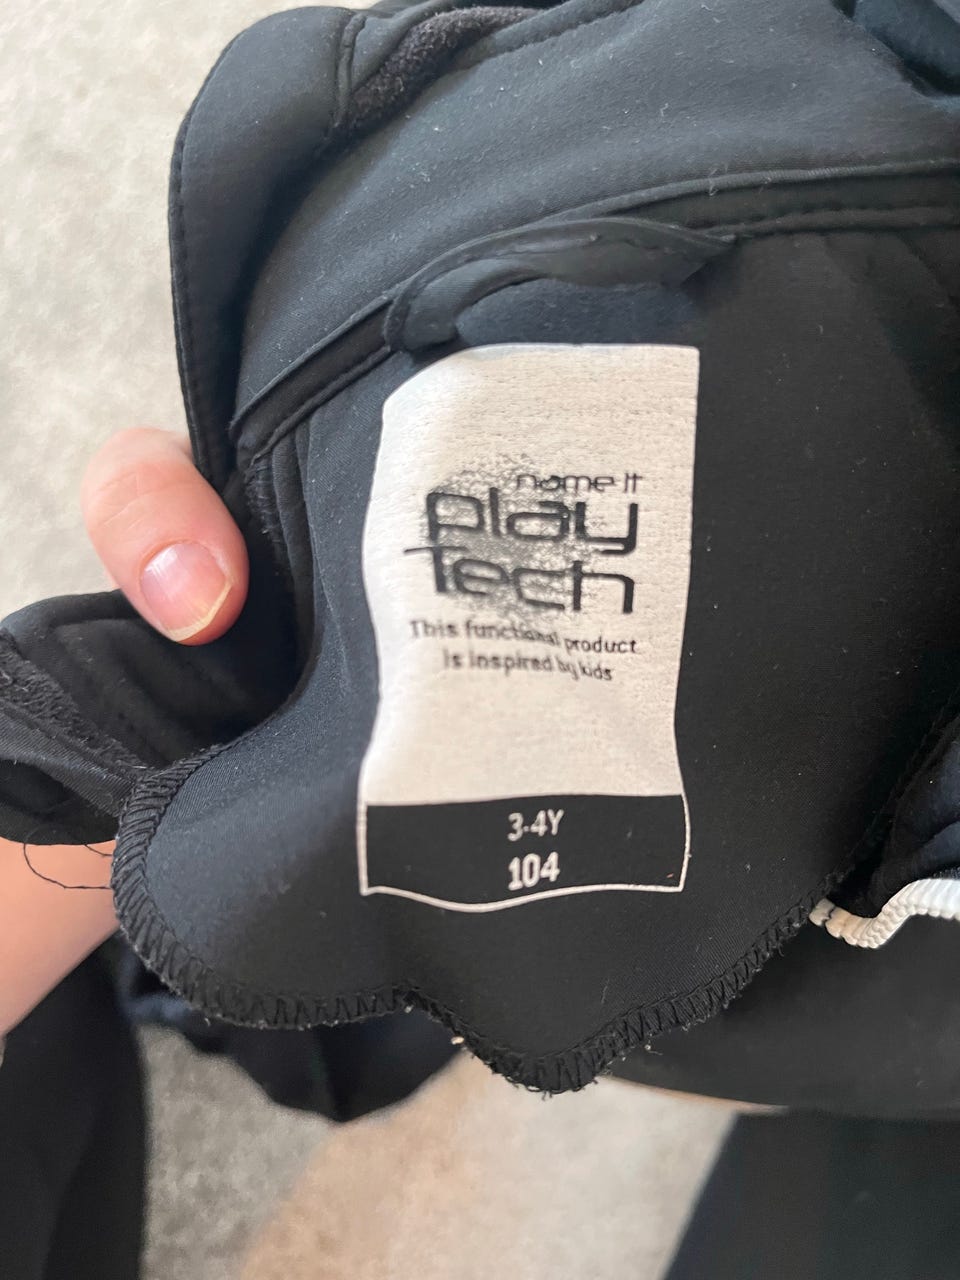 name it
play
Tech
This functional product
is inspired by kids
3-4Y
104